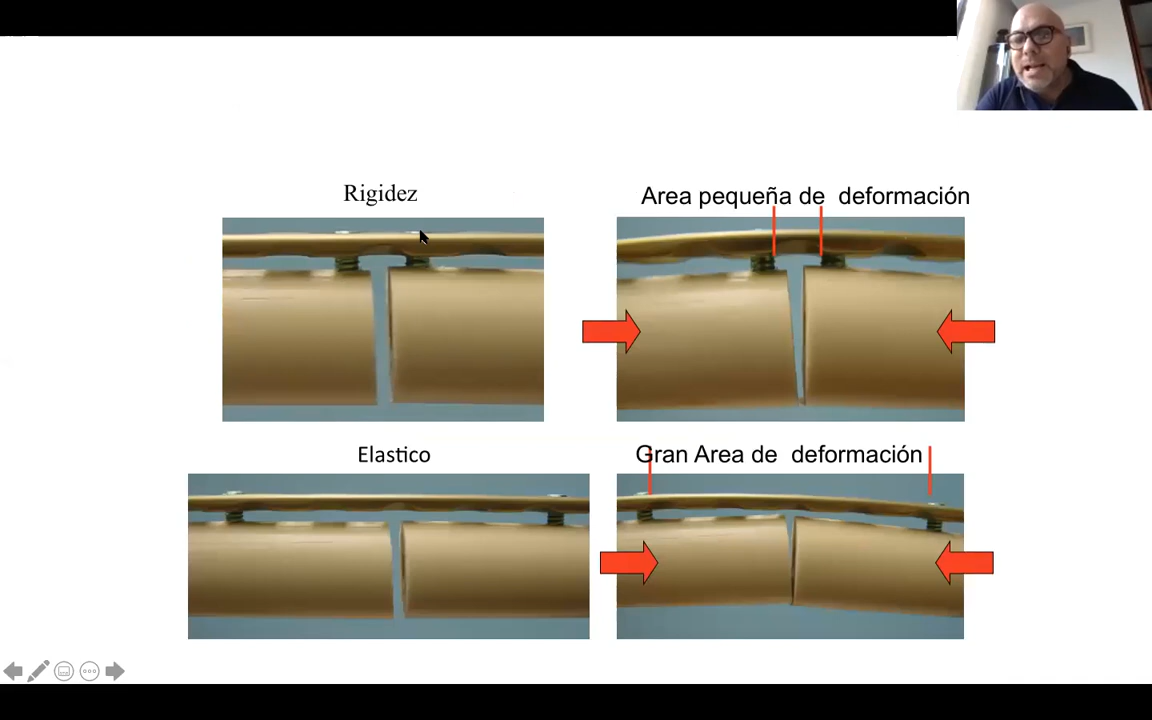 Rigidez
Area pequeña de deformación
Elastico
Gran Area de deformación